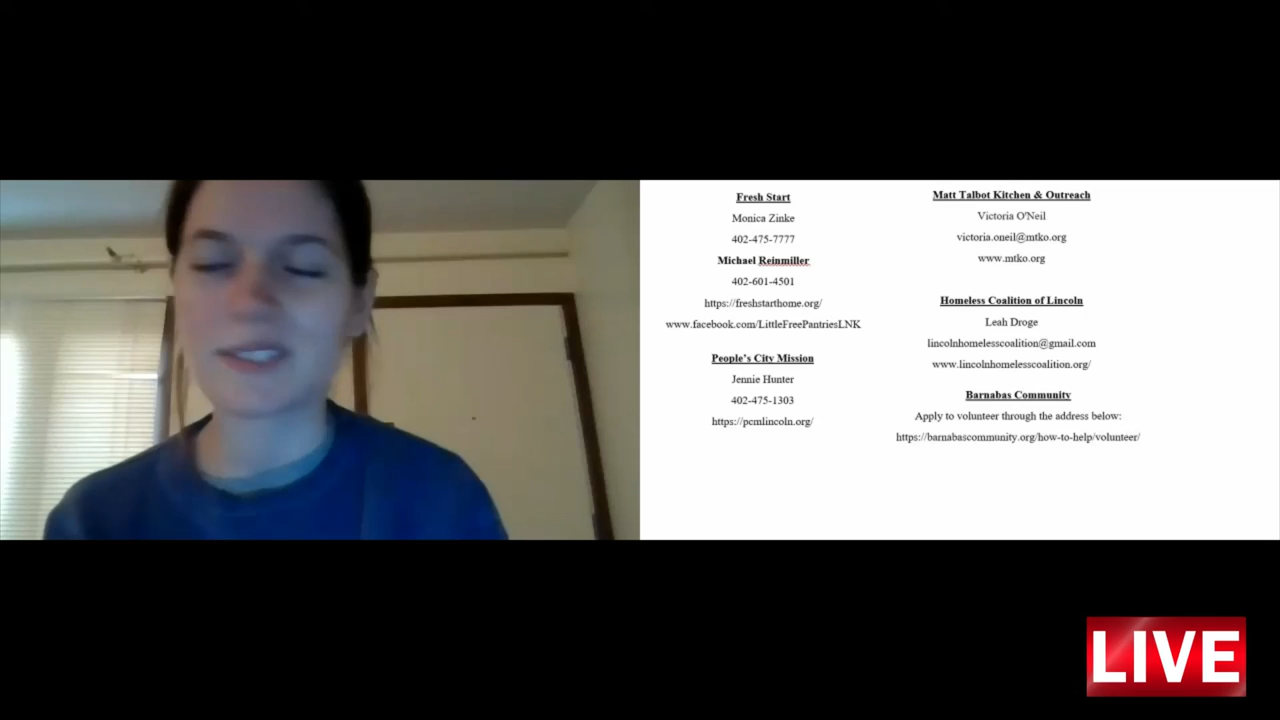 Fresh Start
Monica Zinke
402-475-7777
Michael Reinmiller
402-601-4501
https://freshstarthome.org/
www.facebook.com/LittleFreePantriesLNK
People's City Mission
Jennie Hunter
402-475-1303
https://pcmlincoln.org/
Matt Talbot Kitchen & Outreach
Victoria O'Neil
victoria.oneil@mtko.org
www.mtko.org
Homeless Coalition of Lincoln
Leah Droge
lincolnhomelesscoalition@gmail.com
www.lincolnhomelesscoalition.org/
Barnabas Community
Apply to volunteer through the address below:
https://barnabascommunity.org/how-to-help/volunteer/
LIVE